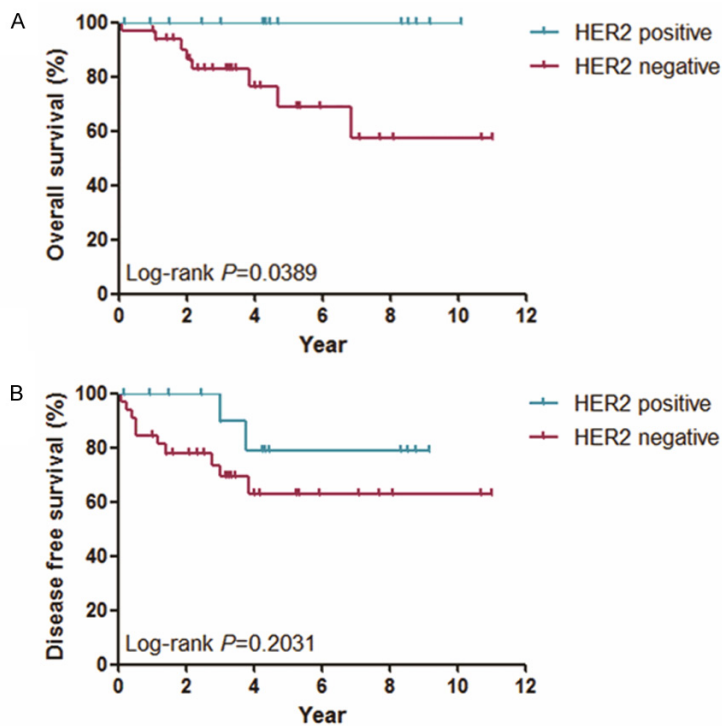 A
Overall survival (%)
100
80
60
40
20
0
HER2 positive
HER2 negative
Log-rank P=0.0389
0 2 4 6 8 10 12
Year
B
Disease free survival (%)
100
80
60
40
20
0
HER2 positive
HER2 negative
Log-rank P=0.2031
0 2 4 6 8 10 12
Year